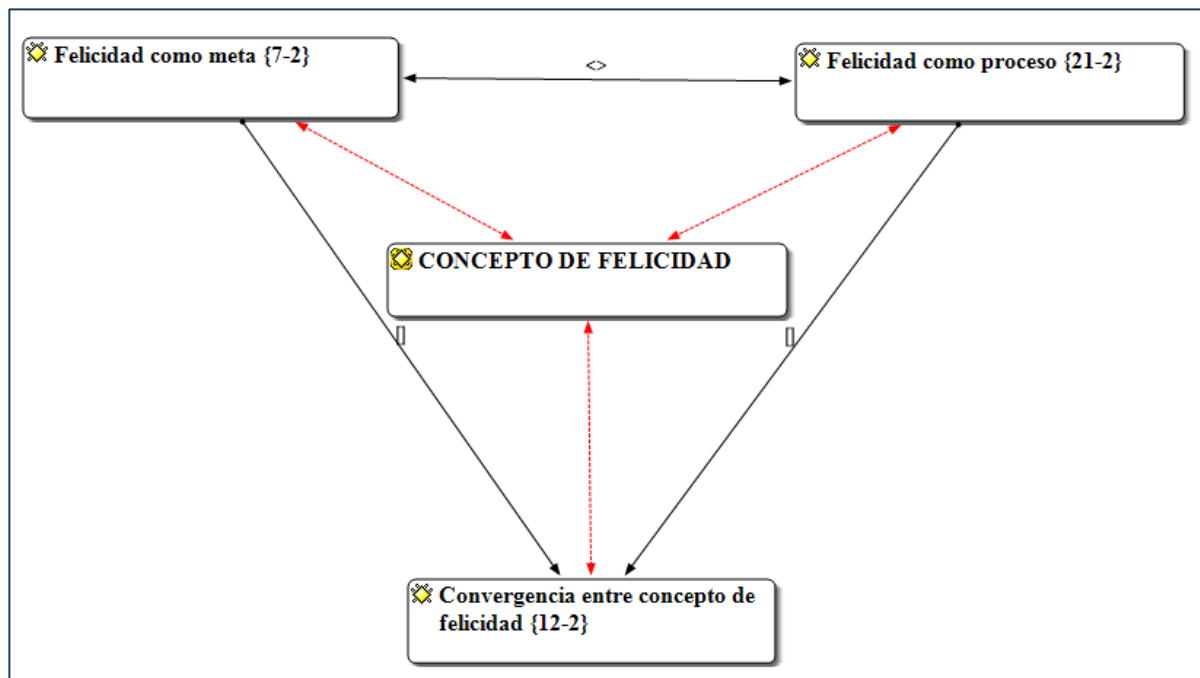 Felicidad como meta {7-2}
<>
Felicidad como proceso {21-2}
CONCEPTO DE FELICIDAD
[]
[]
Convergencia entre concepto de
felicidad {12-2}